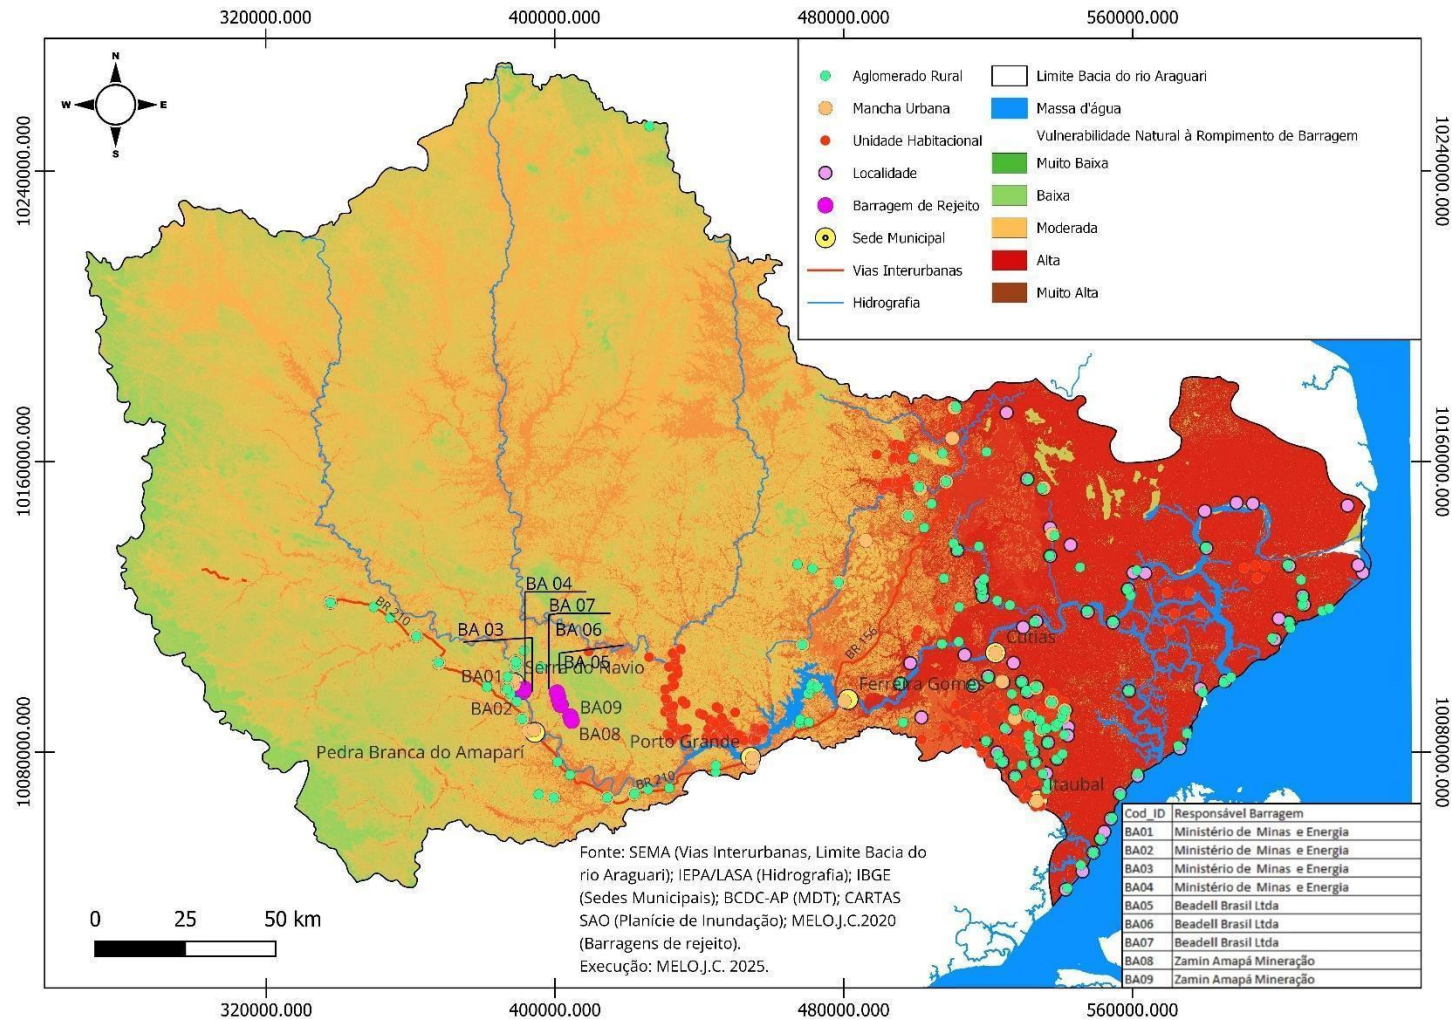 320000.000
400000.000
480000.000
560000.000
N
W
E
S
10240000.000
10240000.000
Aglomerado Rural
Mancha Urbana
Unidade Habitacional
Localidade
Barragem de Rejeito
Sede Municipal
Vias Interurbanas
Hidrografia
Limite Bacia do rio Araguari
Massa d'água
Vulnerabilidade Natural à Rompimento de Barragem
Muito Baixa
Baixa
Moderada
Alta
Muito Alta
10160000.000
10160000.000
BA 04
BR 210
BA 07
BA 03
BA 06
BA 05
BR 156
Cutias
Serra do Navio
BA01
Ferreira Gomes
BA02
BA09
BA08
Porto Grande
Pedra Branca do Amaparí
BR 210
Itaubal
10080000.000
10080000.000
Fonte: SEMA (Vias Interurbanas, Limite Bacia do
rio Araguari); IEPA/LASA (Hidrografia); IBGE
(Sedes Municipais); BCDC-AP (MDT); CARTAS
SAO (Planície de Inundação); MELO.J.C.2020
(Barragens de rejeito).
Execução: MELO.J.C. 2025.
0 25 50 km
Cod_ID Responsável Barragem
BA01 Ministério de Minas e Energia
BA02 Ministério de Minas e Energia
BA03 Ministério de Minas e Energia
BA04 Ministério de Minas e Energia
BA05 Beadell Brasil Ltda
BA06 Beadell Brasil Ltda
BA07 Beadell Brasil Ltda
BA08 Zamin Amapá Mineração
BA09 Zamin Amapá Mineração
320000.000
400000.000
480000.000
560000.000